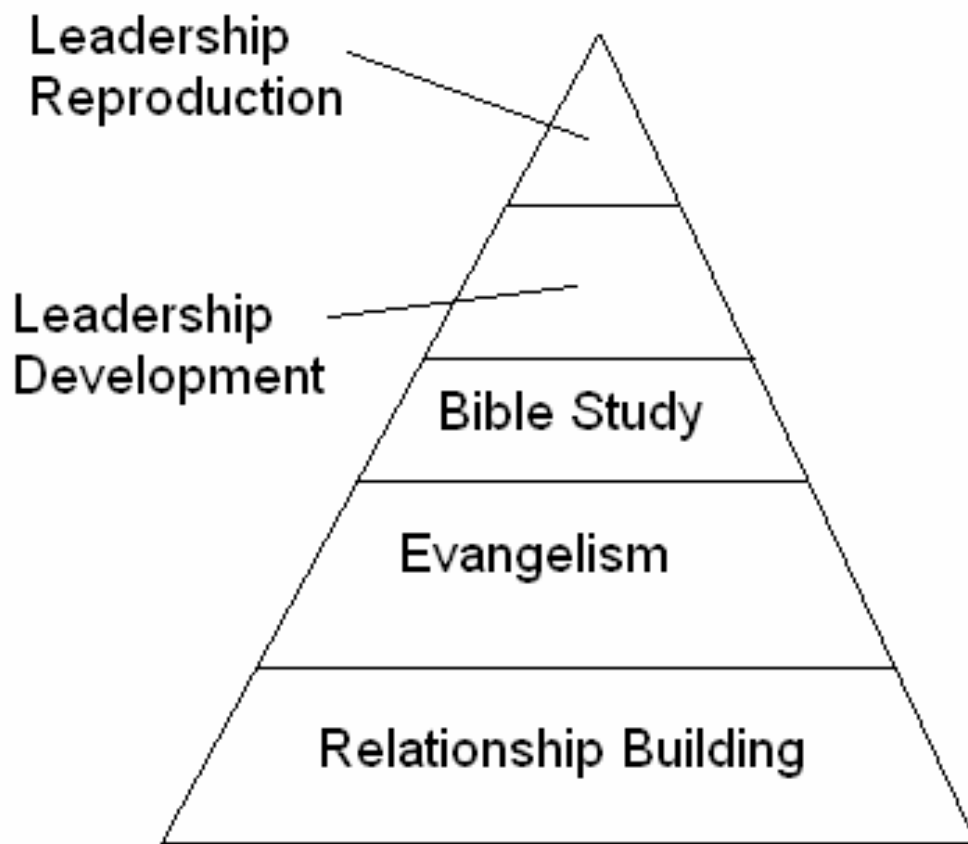 Leadership
Reproduction
Leadership
Development
Bible Study
Evangelism
Relationship Building